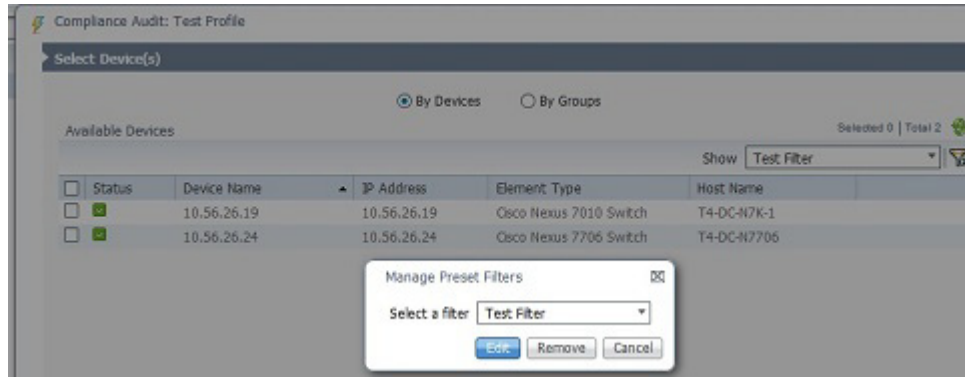 Compliance Audit: Test Profile
Select Device(s)
By Devices By Groups
Available Devices Selected 0 | Total 2
Show Test Filter
Status Device Name IP Address Element Type Host Name
10.56.26.19 10.56.26.19 Cisco Nexus 7010 Switch T4-DC-N7K-1
10.56.26.24 10.56.26.24 Cisco Nexus 7706 Switch T4-DC-N7706
Manage Preset Filters
Select a filter Test Filter
Edit Remove Cancel